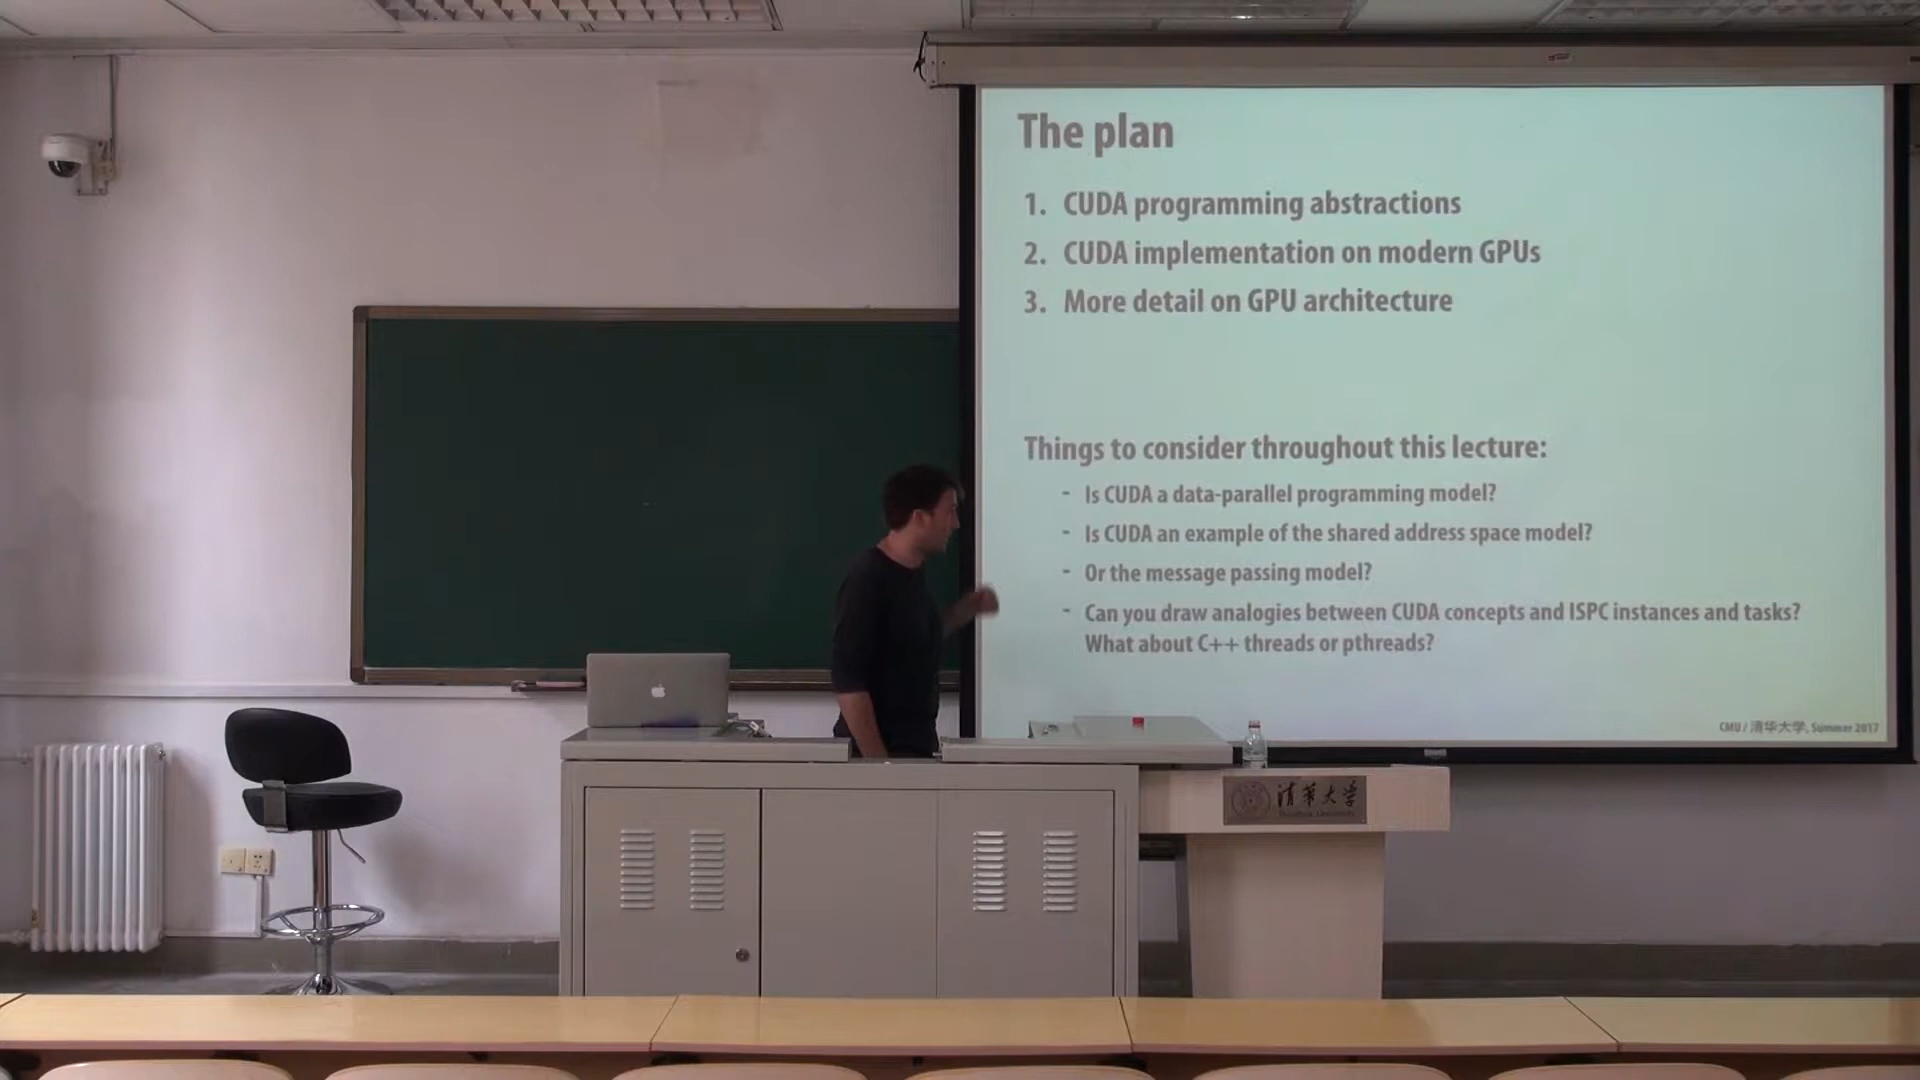 The plan
1. CUDA programming abstractions
2. CUDA implementation on modern GPUs
3. More detail on GPU architecture
Things to consider throughout this lecture:
- Is CUDA a data-parallel programming model?
- Is CUDA an example of the shared address space model?
- Or the message passing model?
- Can you draw analogies between CUDA concepts and ISPC instances and tasks?
What about C++ threads or pthreads?
CMU / 清华大学, Summer 2017
清华大学
Tsinghua University